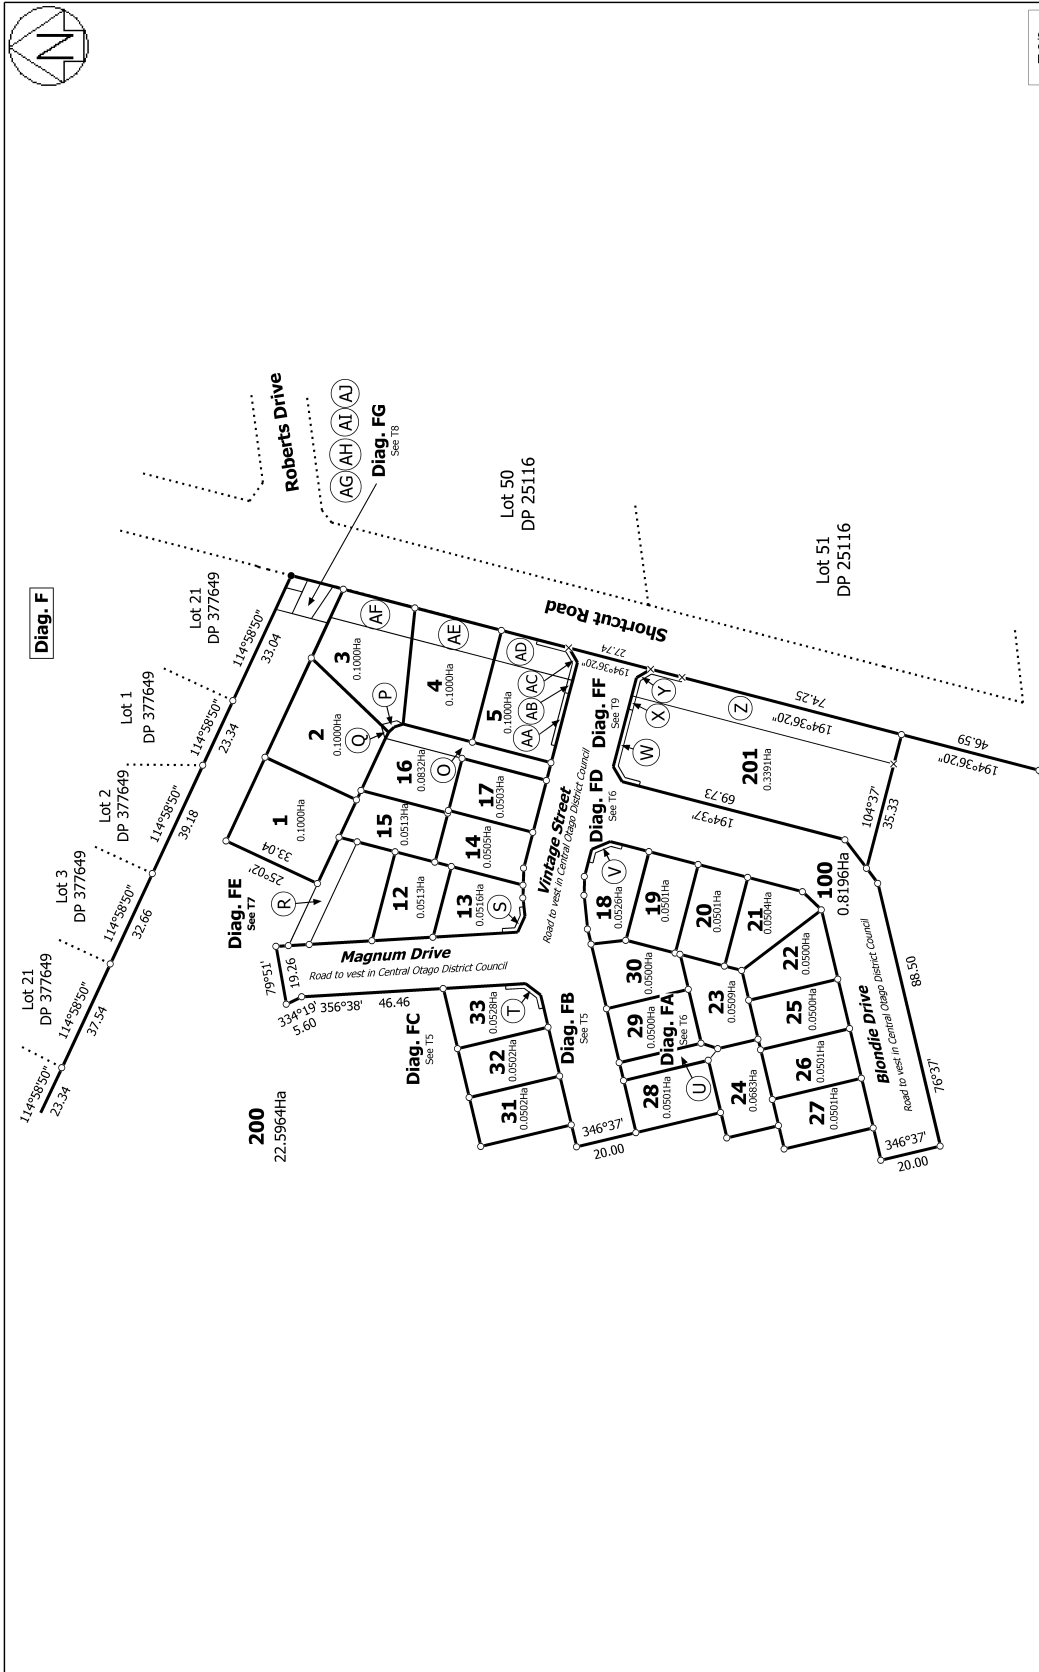 N
Diag. F
Lot 21
DP 377649
Lot 3
DP 377649
Lot 2
DP 377649
Lot 1
DP 377649
Lot 21
DP 377649
114°58'50"
23.34
114°58'50"
37.54
114°58'50"
32.66
114°58'50"
39.18
114°58'50"
23.34
114°58'50"
33.04
Roberts Drive
AG
AH
AI
AJ
Diag. FG
See T8
Lot 50
DP 25116
Lot 51
DP 25116
Shortcut Road
200
22.5964Ha
Diag. FE
See T7
R
25°02'
33.04
1
0.1000Ha
2
0.1000Ha
3
0.1000Ha
4
0.1000Ha
5
0.1000Ha
AF
AE
AD
AC
AB
AA
P
Q
O
16
0.0832Ha
15
0.0513Ha
17
0.0503Ha
14
0.0505Ha
12
0.0513Ha
13
0.0516Ha
S
79°51'
19.26
334°19'
5.60
356°38'
46.46
Magnum Drive
Road to vest in Central Otago District Council
Diag. FC
See T5
33
0.0528Ha
T
32
0.0502Ha
31
0.0502Ha
Diag. FB
See T5
Vintage Street
Road to vest in Central Otago District Council
Diag. FD
See T6
Diag. FF
See T9
27.74
194°36'20"
W
X
Y
Z
74.25
194°36'20"
201
0.3391Ha
69.73
194°37'
104°37'
35.33
46.59
194°36'20"
18
0.0526Ha
V
19
0.0501Ha
20
0.0501Ha
21
0.0504Ha
22
0.0500Ha
30
0.0500Ha
29
0.0500Ha
Diag. FA
See T6
23
0.0509Ha
28
0.0501Ha
U
24
0.0683Ha
25
0.0500Ha
26
0.0501Ha
27
0.0501Ha
346°37'
20.00
100
0.8196Ha
Blondie Drive
Road to vest in Central Otago District Council
88.50
76°37'
346°37'
20.00